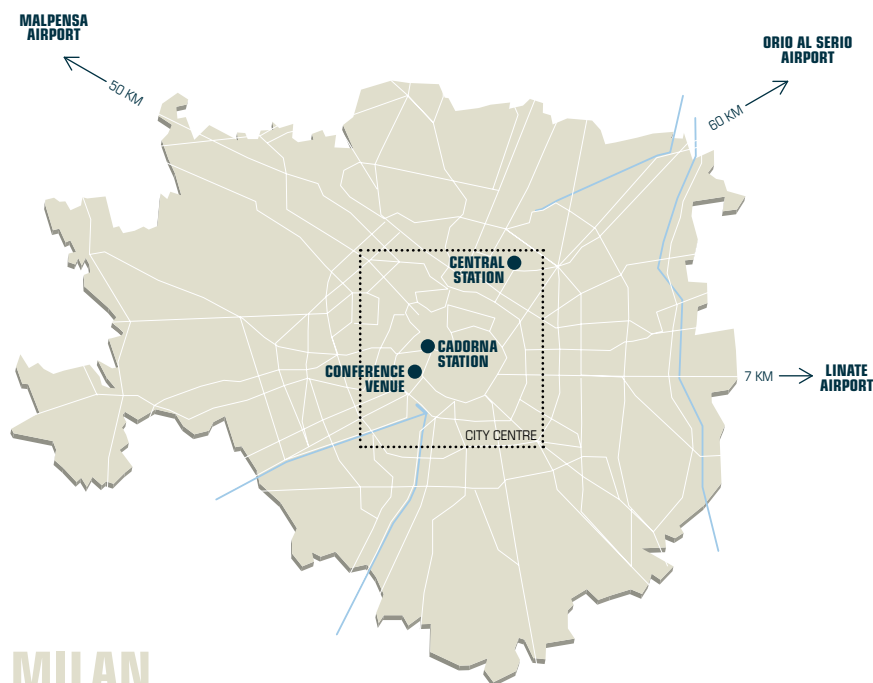 MALPENSA
AIRPORT
50 KM
ORIO AL SERIO
AIRPORT
60 KM
CENTRAL
STATION
CADORNA
STATION
CONFERENCE
VENUE
7 KM
LINATE
AIRPORT
CITY CENTRE
MILAN